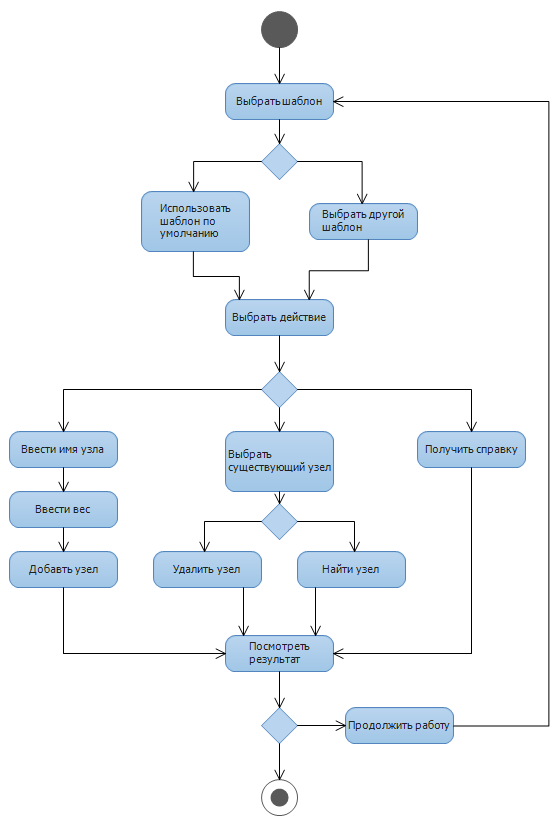 Выбрать шаблон
Использовать
шаблон по
умолчанию
Выбрать другой
шаблон
Выбрать действие
Ввести имя узла
Выбрать
существующий узел
Получить справку
Ввести вес
Добавть узел
Удалить узел
Найти узел
Посмотреть
результат
Продолжить работу